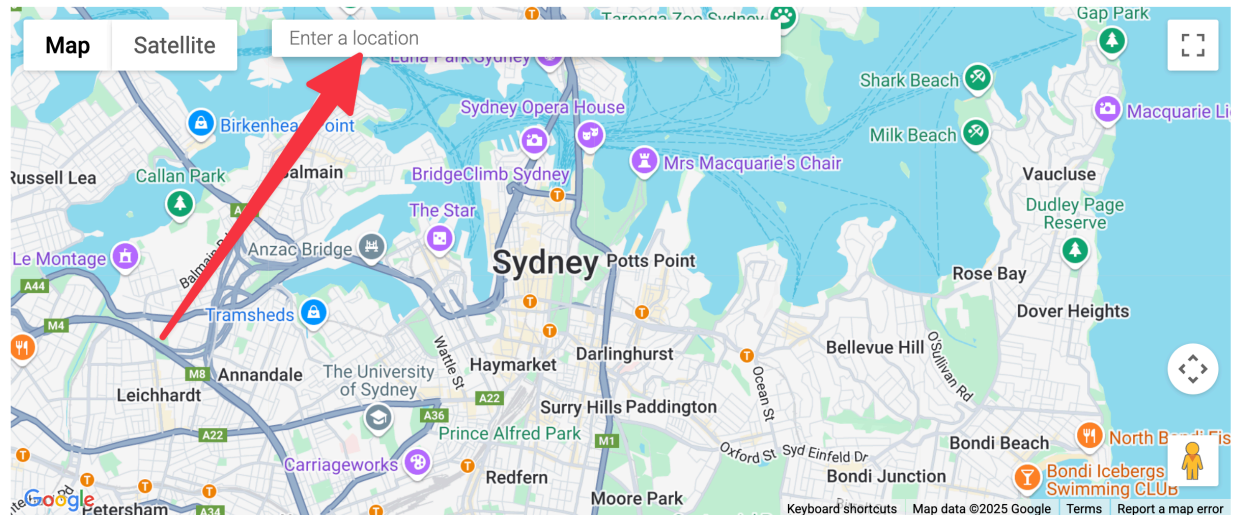 Taronga Zoo Sydney
Gap Park
Map
Satellite
Enter a location
Luna Park Sydney
Shark Beach
Sydney Opera House
Macquarie Li
Birkenhead Point
Milk Beach
Russell Lea
Callan Park
Balmain
BridgeClimb Sydney
Mrs Macquarie's Chair
Vaucluse
The Star
Dudley Page
Reserve
Anzac Bridge
Le Montage
Balmain Rd
Sydney
Potts Point
Rose Bay
A44
Tramsheds
Dover Heights
M4
Wattle St
Darlinghurst
Bellevue Hill
O'Sullivan Rd
Haymarket
M8
Annandale
The University
of Sydney
Ocean St
Leichhardt
A22
Surry Hills
Paddington
A36
A22
Prince Alfred Park
M1
Bondi Beach
North Bondi Fis
Oxford St
Syd Einfeld Dr
Carriageworks
Redfern
Bondi Junction
Bondi Icebergs
Swimming CLUB
Moore Park
Google
Petersham
A34
Keyboard shortcuts
Map data ©2025 Google
Terms
Report a map error